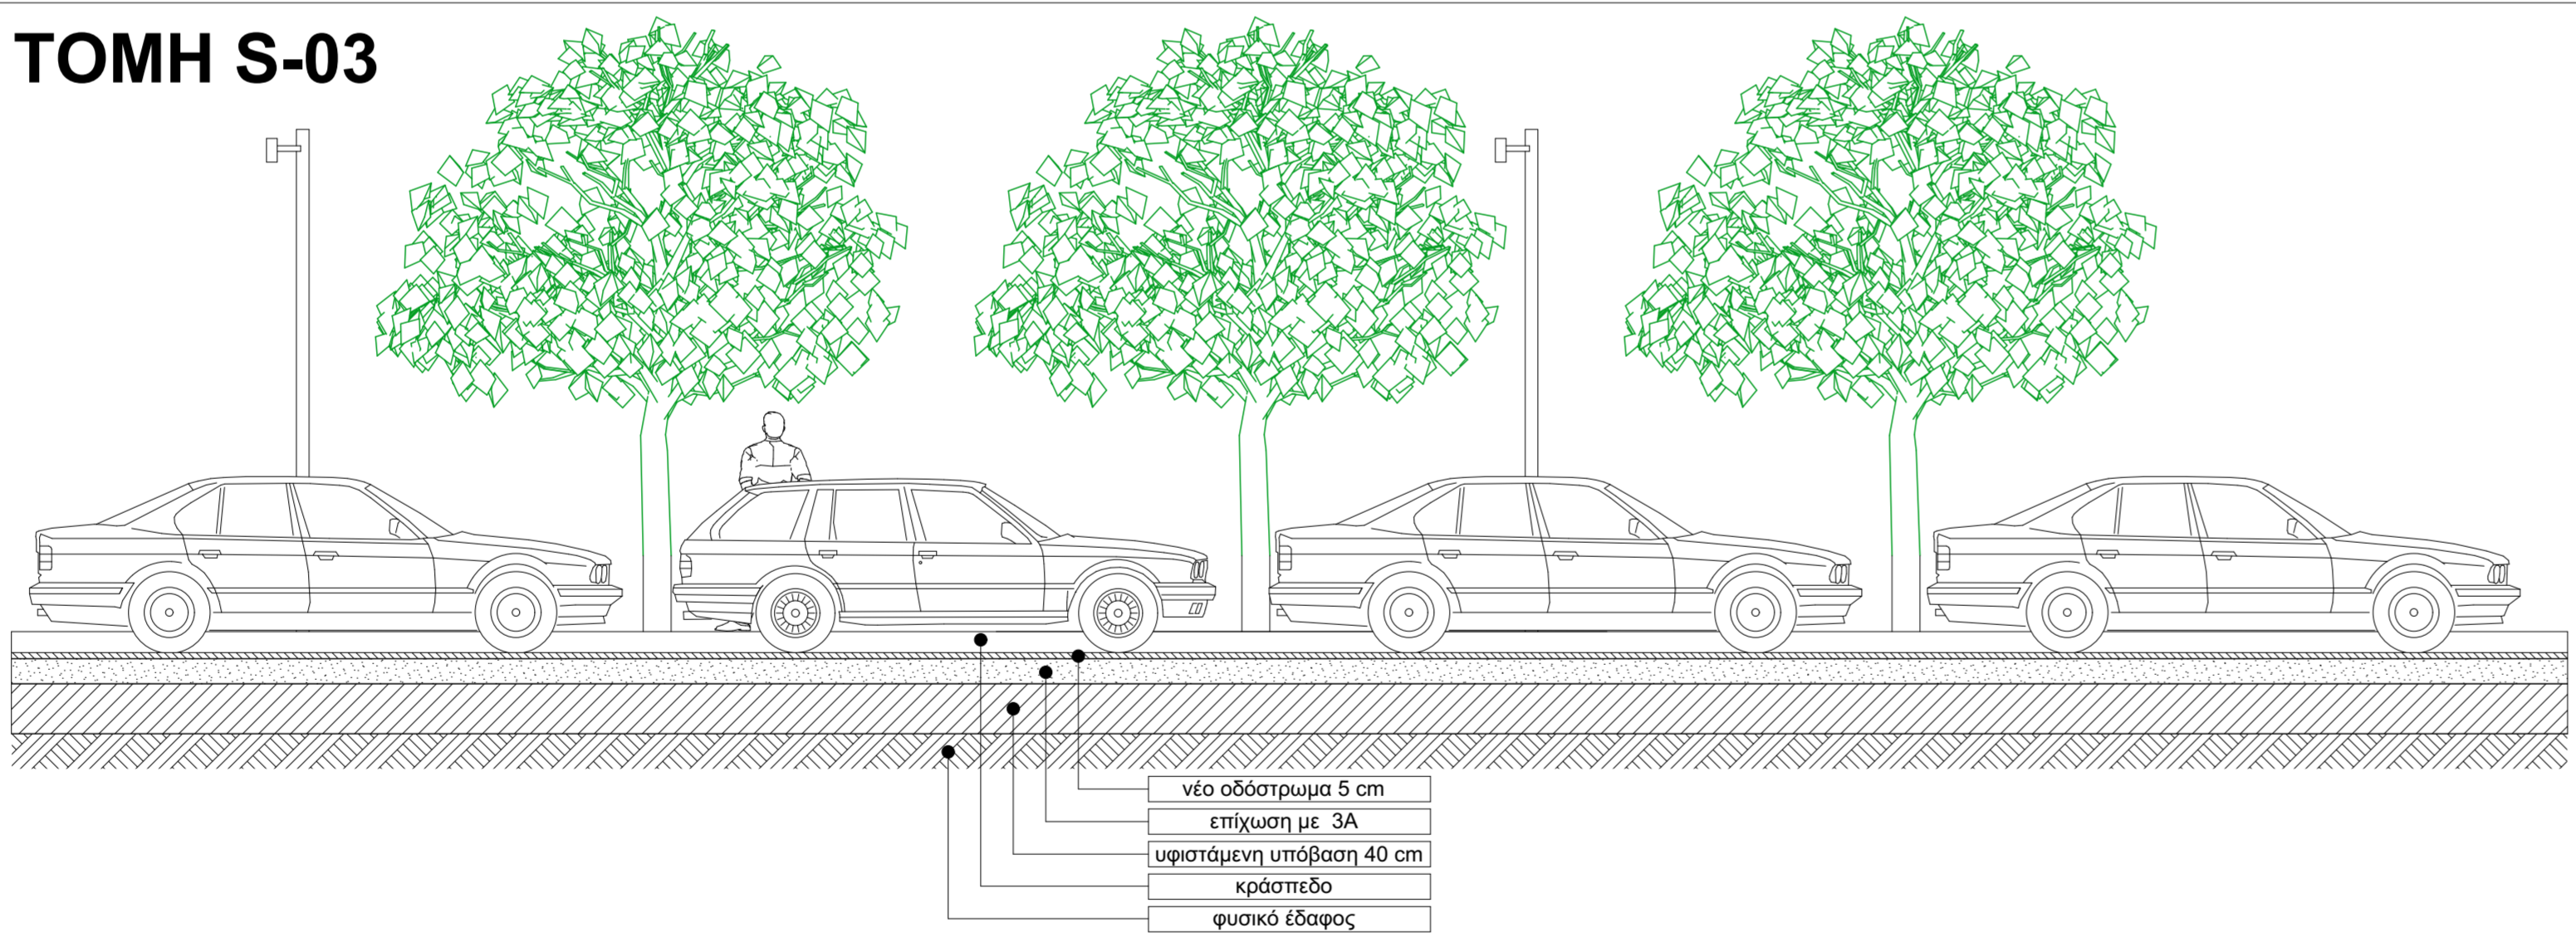 ΤΟΜΗ S-03
νέο οδόστρωμα 5 cm
επίχωση με 3Α
υφιστάμενη υπόβαση 40 cm
κράσπεδο
φυσικό έδαφος